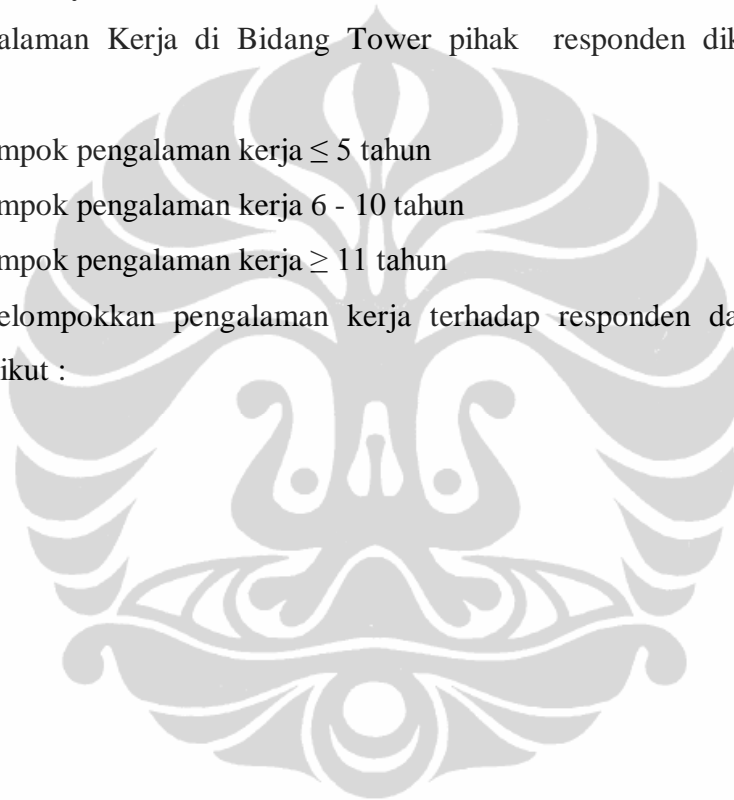 alaman Kerja di Bidang Tower pihak responden dik
mpok pengalaman kerja ≤ 5 tahun
mpok pengalaman kerja 6 - 10 tahun
mpok pengalaman kerja ≥ 11 tahun
elompokkan pengalaman kerja terhadap responden da
ikut :